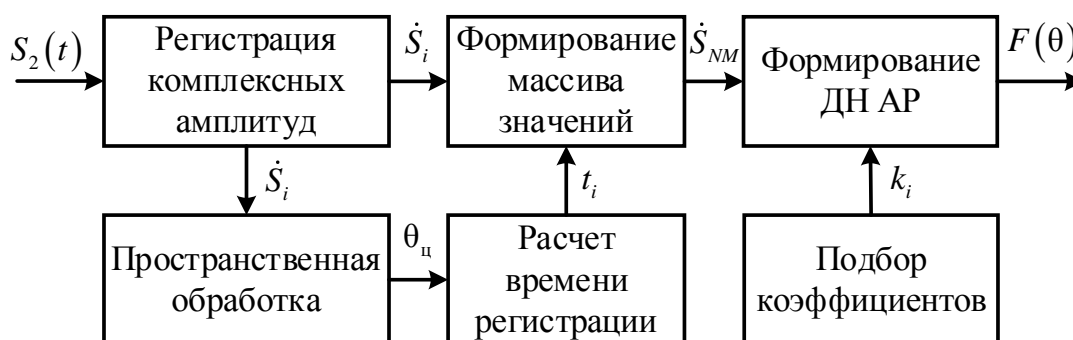 S₂(t)
Регистрация
комплексных
амплитуд
Ṡᵢ
Формирование
массива
значений
Ṡ_NM
Формирование
ДН АР
F(θ)
Ṡᵢ
tᵢ
kᵢ
Пространственная
обработка
θ_ц
Расчет
времени
регистрации
Подбор
коэффициентов